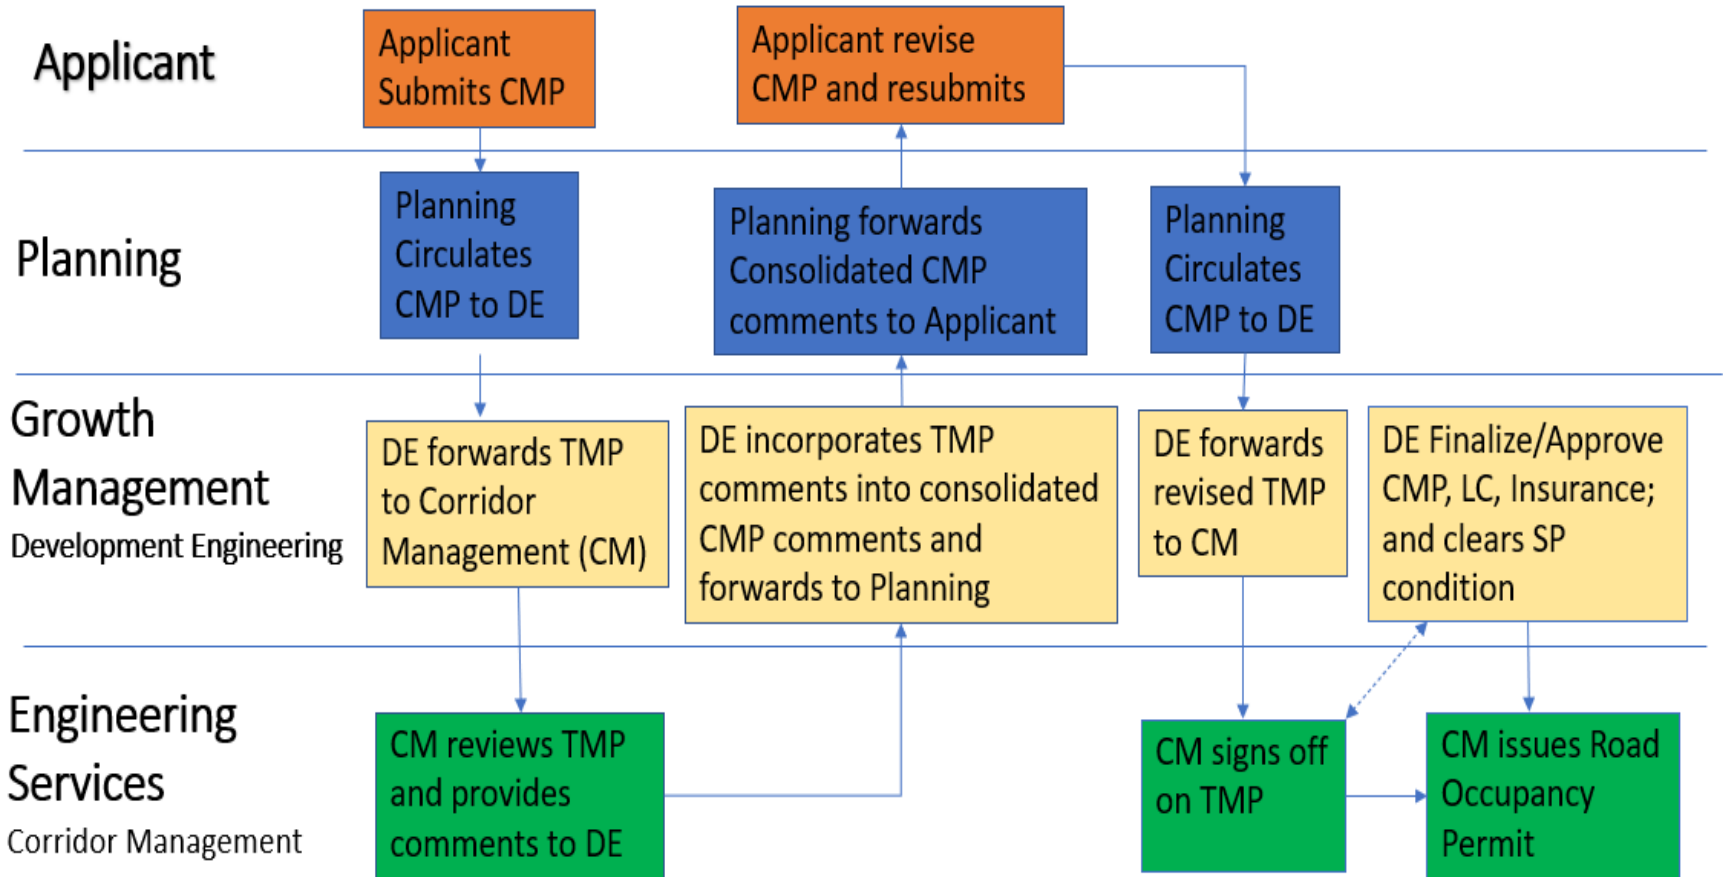 Applicant
Applicant
Submits CMP
Applicant revise
CMP and resubmits
Planning
Planning
Circulates
CMP to DE
Planning forwards
Consolidated CMP
comments to Applicant
Planning
Circulates
CMP to DE
Growth
Management
Development Engineering
DE forwards TMP
to Corridor
Management (CM)
DE incorporates TMP
comments into consolidated
CMP comments and
forwards to Planning
DE forwards
revised TMP
to CM
DE Finalize/Approve
CMP, LC, Insurance;
and clears SP
condition
Engineering
Services
Corridor Management
CM reviews TMP
and provides
comments to DE
CM signs off
on TMP
CM issues Road
Occupancy
Permit